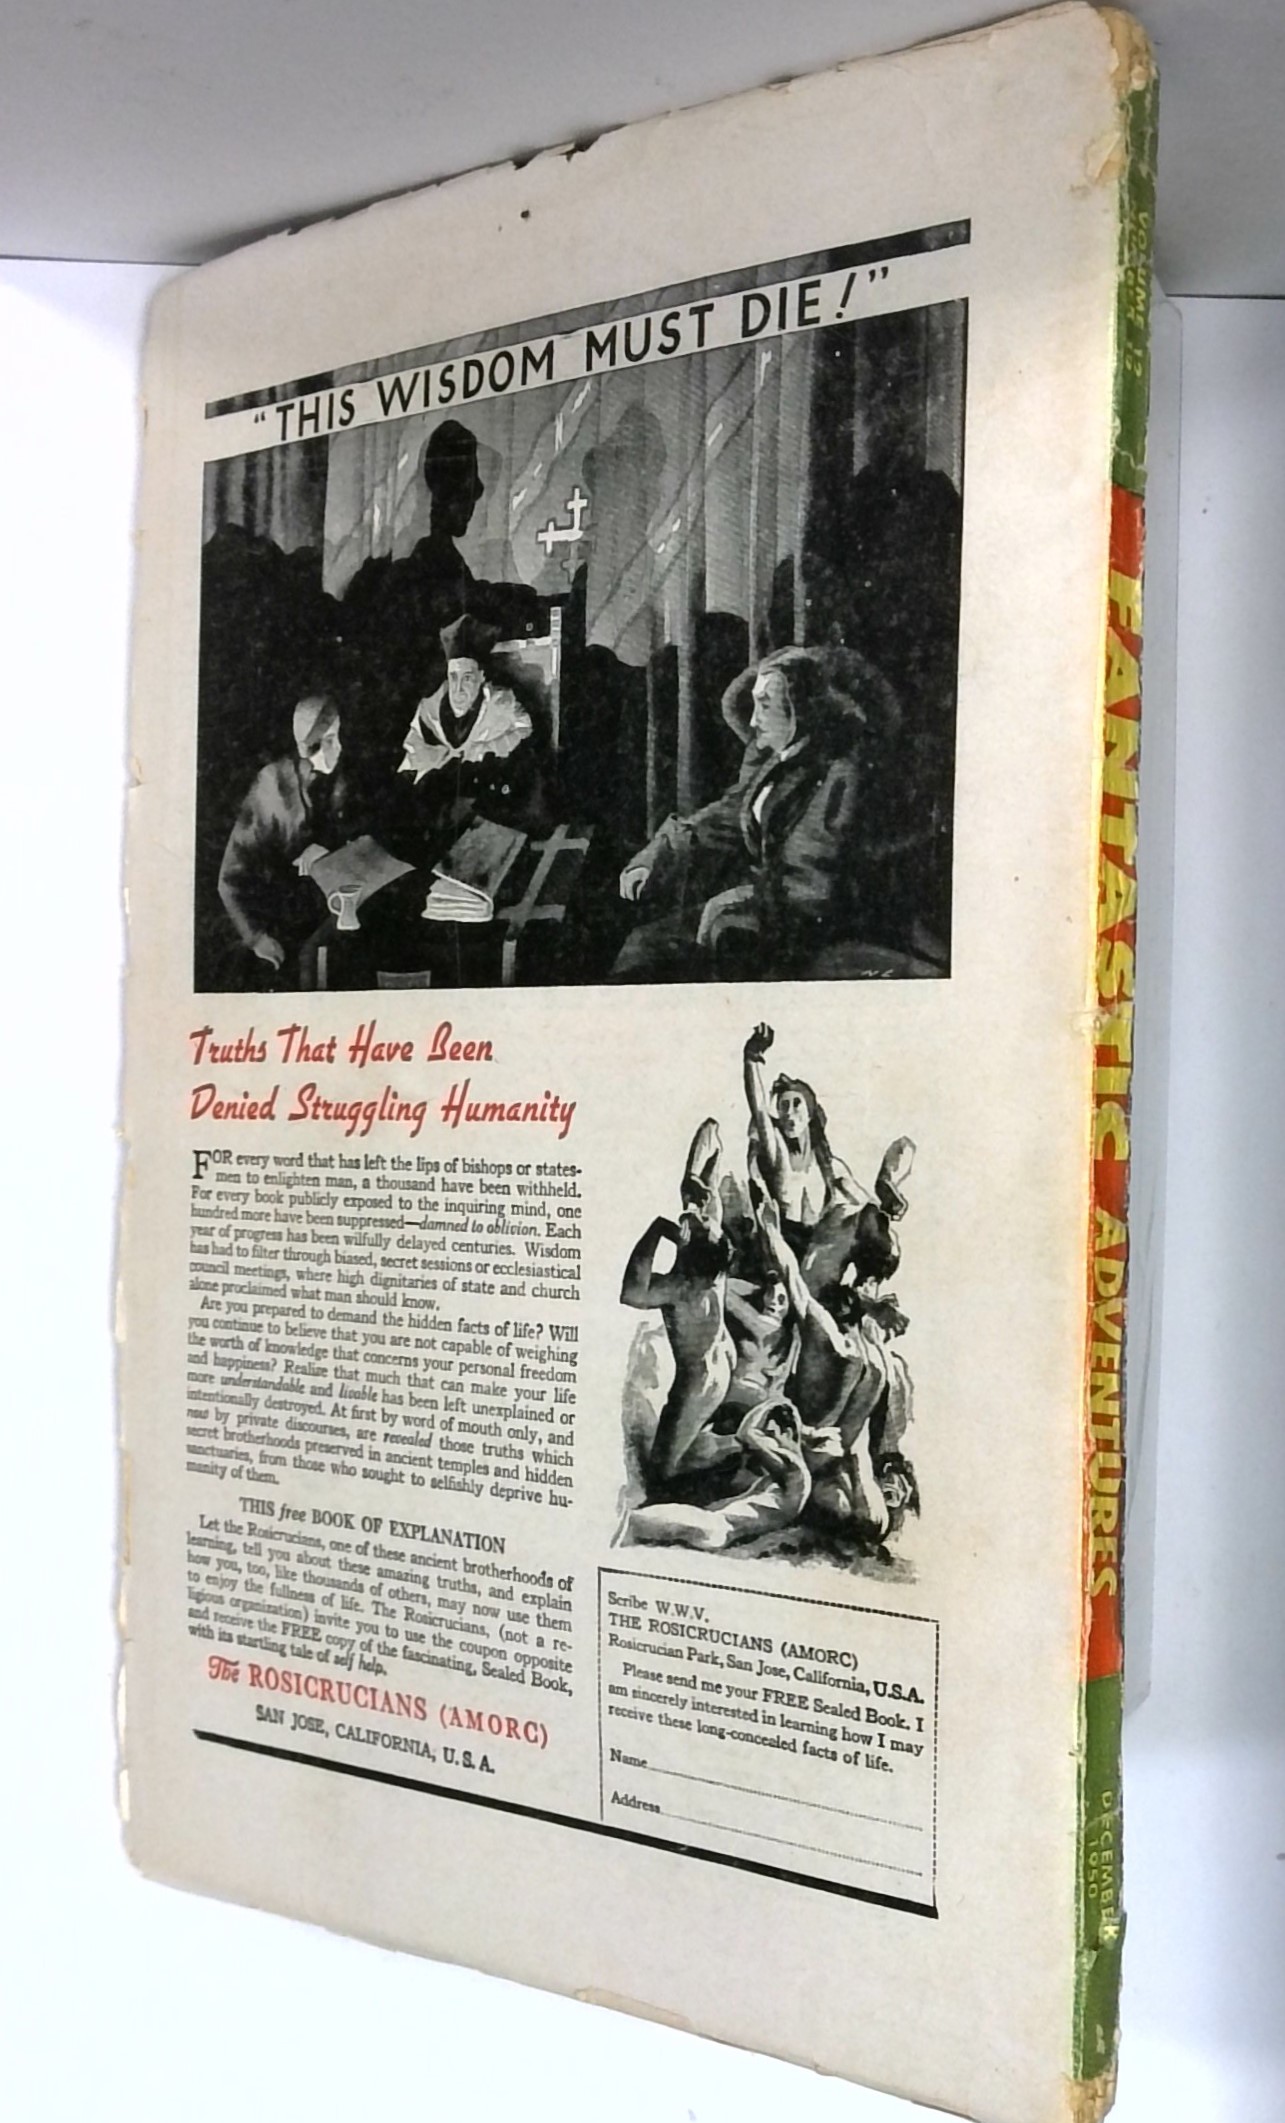 “THIS WISDOM MUST DIE!”
Truths That Have Been
Denied Struggling Humanity
FOR every word that has left the lips of bishops or states-
men to enlighten man, a thousand have been withheld.
For every book publicly exposed to the inquiring mind, one
hundred more have been suppressed—damned to oblivion. Each
year of progress has been wilfully delayed centuries. Wisdom
has had to filter through biased, secret sessions or ecclesiastical
council meetings, where high dignitaries of state and church
alone proclaimed what man should know.
Are you prepared to demand the hidden facts of life? Will
you continue to believe that you are not capable of weighing
the worth of knowledge that concerns your personal freedom
and happiness? Realize that much that can make your life
more understandable and livable has been left unexplained or
intentionally destroyed. At first by word of mouth only, and
now by private discourses, are revealed those truths which
secret brotherhoods preserved in ancient temples and hidden
sanctuaries, from those who sought to selfishly deprive hu-
manity of them.
THIS free BOOK OF EXPLANATION
Let the Rosicrucians, one of these ancient brotherhoods of
learning, tell you about these amazing truths, and explain
how you, too, like thousands of others, may now use them
to enjoy the fullness of life. The Rosicrucians, (not a re-
ligious organization) invite you to use the coupon opposite
and receive the FREE copy of the fascinating, Sealed Book,
with its startling tale of self help.
The ROSICRUCIANS (AMORC)
SAN JOSE, CALIFORNIA, U.S.A.
Scribe W.W.V.
THE ROSICRUCIANS (AMORC)
Rosicrucian Park, San Jose, California, U.S.A.
Please send me your FREE Sealed Book. I
am sincerely interested in learning how I may
receive these long-concealed facts of life.
Name
Address
VOLUME 12
NUMBER 12
FANTASTIC ADVENTURES
DECEMBER
1950